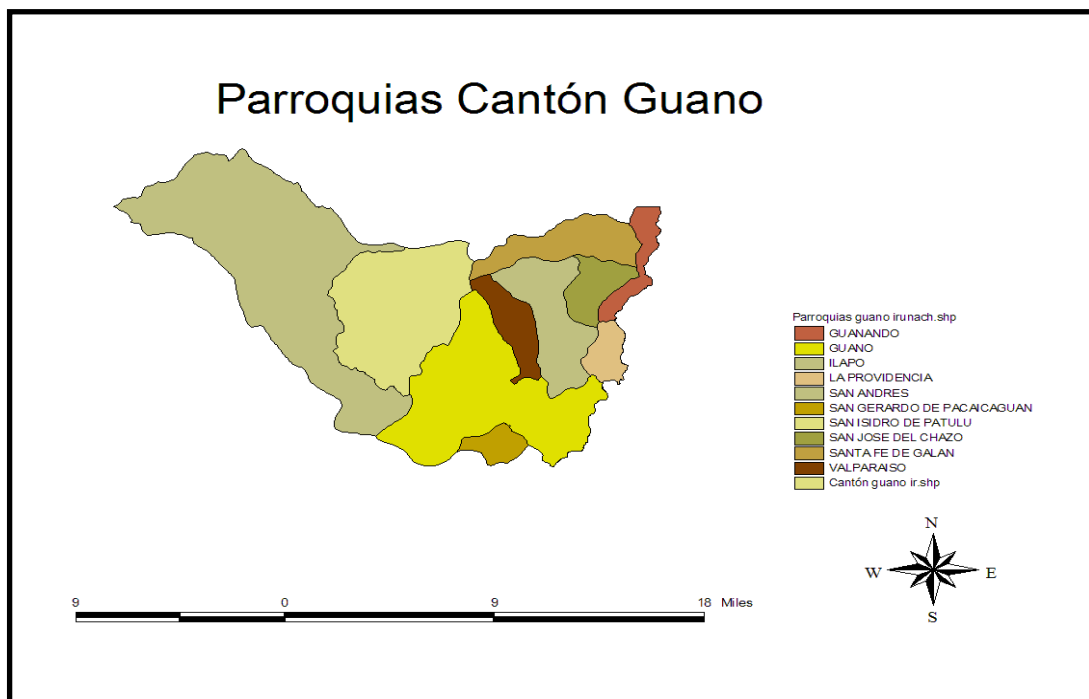 Parroquias Cantón Guano
Parroquias guano irunach.shp
GUANANDO
GUANO
ILAPO
LA PROVIDENCIA
SAN ANDRES
SAN GERARDO DE PACAICAGUAN
SAN ISIDRO DE PATULU
SAN JOSE DEL CHAZO
SANTA FE DE GALAN
VALPARAISO
Cantón guano ir.shp
N
W E
S
9 0 9 18 Miles